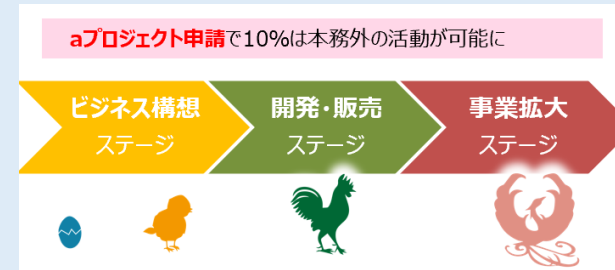 aプロジェクト申請で10%は本務外の活動が可能に
ビジネス構想
ステージ
開発・販売
ステージ
事業拡大
ステージ